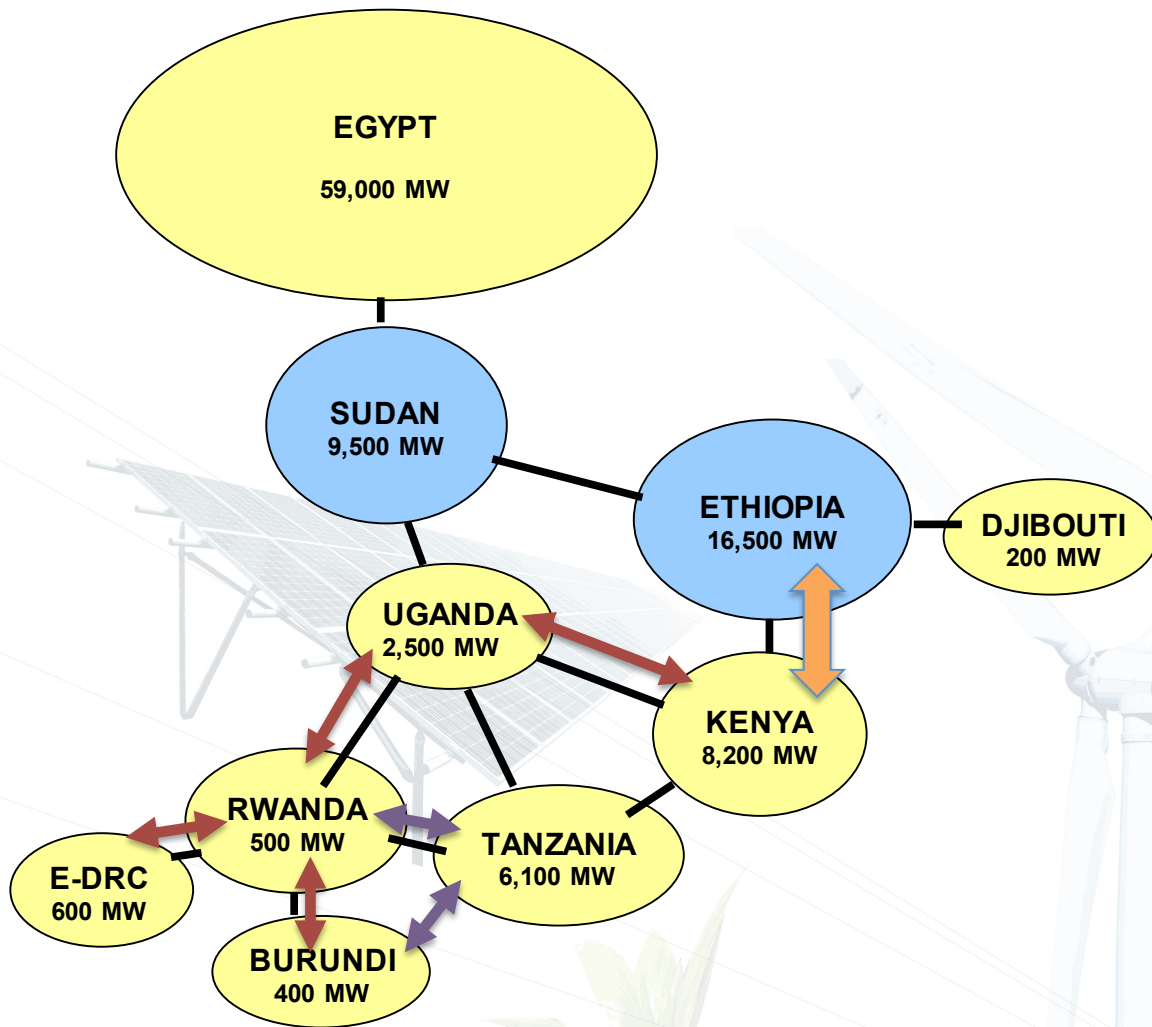 EGYPT
59,000 MW
SUDAN
9,500 MW
ETHIOPIA
16,500 MW
DJIBOUTI
200 MW
UGANDA
2,500 MW
KENYA
8,200 MW
RWANDA
500 MW
TANZANIA
6,100 MW
E-DRC
600 MW
BURUNDI
400 MW